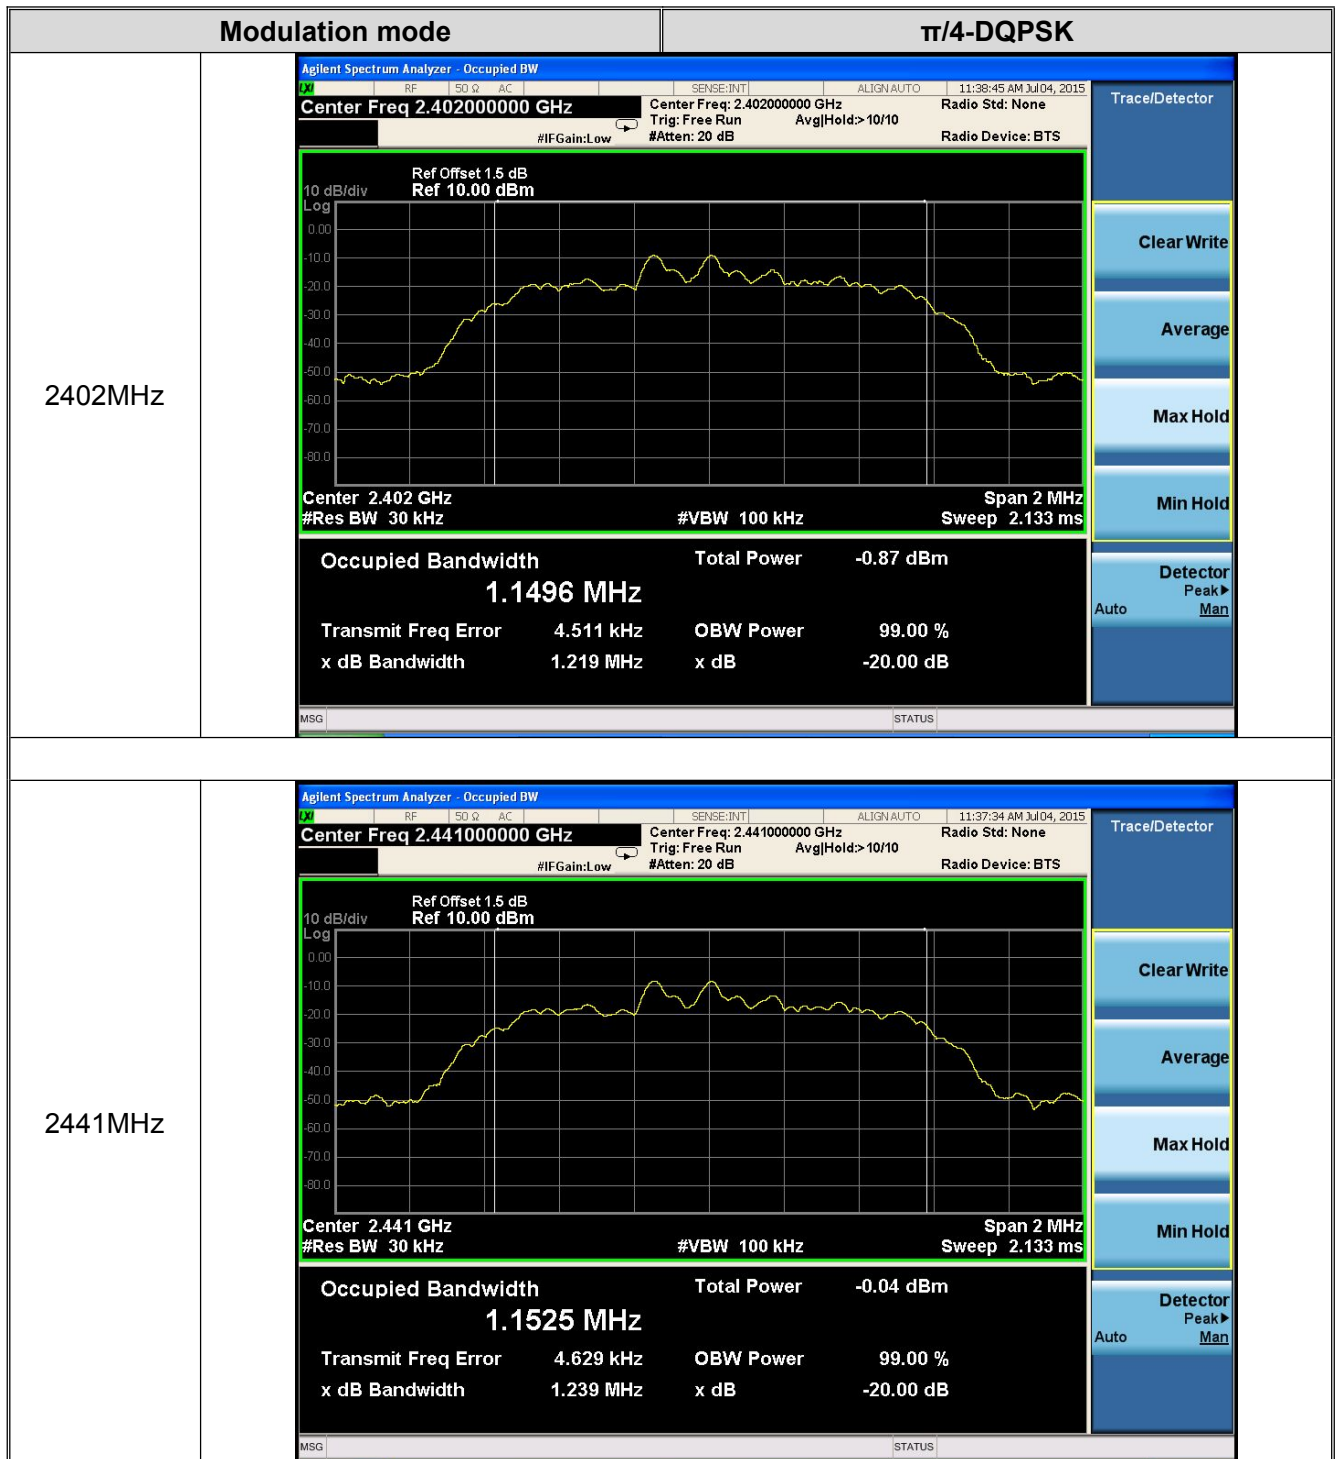 Modulation mode π/4-DQPSK
2402MHz
Agilent Spectrum Analyzer - Occupied BW
LXI RF 50 Ω AC SENSE:INT ALIGNAUTO 11:38:45 AM Jul 04, 2015
Center Freq 2.402000000 GHz
#IFGain:Low
Center Freq: 2.402000000 GHz
Trig: Free Run Avg|Hold:> 10/10
#Atten: 20 dB
Radio Std: None
Radio Device: BTS
Trace/Detector
Ref Offset 1.5 dB
10 dB/div Ref 10.00 dBm
Log
0.00
-10.0
-20.0
-30.0
-40.0
-50.0
-60.0
-70.0
-80.0
Center 2.402 GHz Span 2 MHz
#Res BW 30 kHz #VBW 100 kHz Sweep 2.133 ms
Occupied Bandwidth Total Power -0.87 dBm
1.1496 MHz
Transmit Freq Error 4.511 kHz OBW Power 99.00 %
x dB Bandwidth 1.219 MHz x dB -20.00 dB
Clear Write
Average
Max Hold
Min Hold
Detector
Peak▶
Auto Man
MSG STATUS
2441MHz
Agilent Spectrum Analyzer - Occupied BW
LXI RF 50 Ω AC SENSE:INT ALIGNAUTO 11:37:34 AM Jul 04, 2015
Center Freq 2.441000000 GHz
#IFGain:Low
Center Freq: 2.441000000 GHz
Trig: Free Run Avg|Hold:> 10/10
#Atten: 20 dB
Radio Std: None
Radio Device: BTS
Trace/Detector
Ref Offset 1.5 dB
10 dB/div Ref 10.00 dBm
Log
0.00
-10.0
-20.0
-30.0
-40.0
-50.0
-60.0
-70.0
-80.0
Center 2.441 GHz Span 2 MHz
#Res BW 30 kHz #VBW 100 kHz Sweep 2.133 ms
Occupied Bandwidth Total Power -0.04 dBm
1.1525 MHz
Transmit Freq Error 4.629 kHz OBW Power 99.00 %
x dB Bandwidth 1.239 MHz x dB -20.00 dB
Clear Write
Average
Max Hold
Min Hold
Detector
Peak▶
Auto Man
MSG STATUS